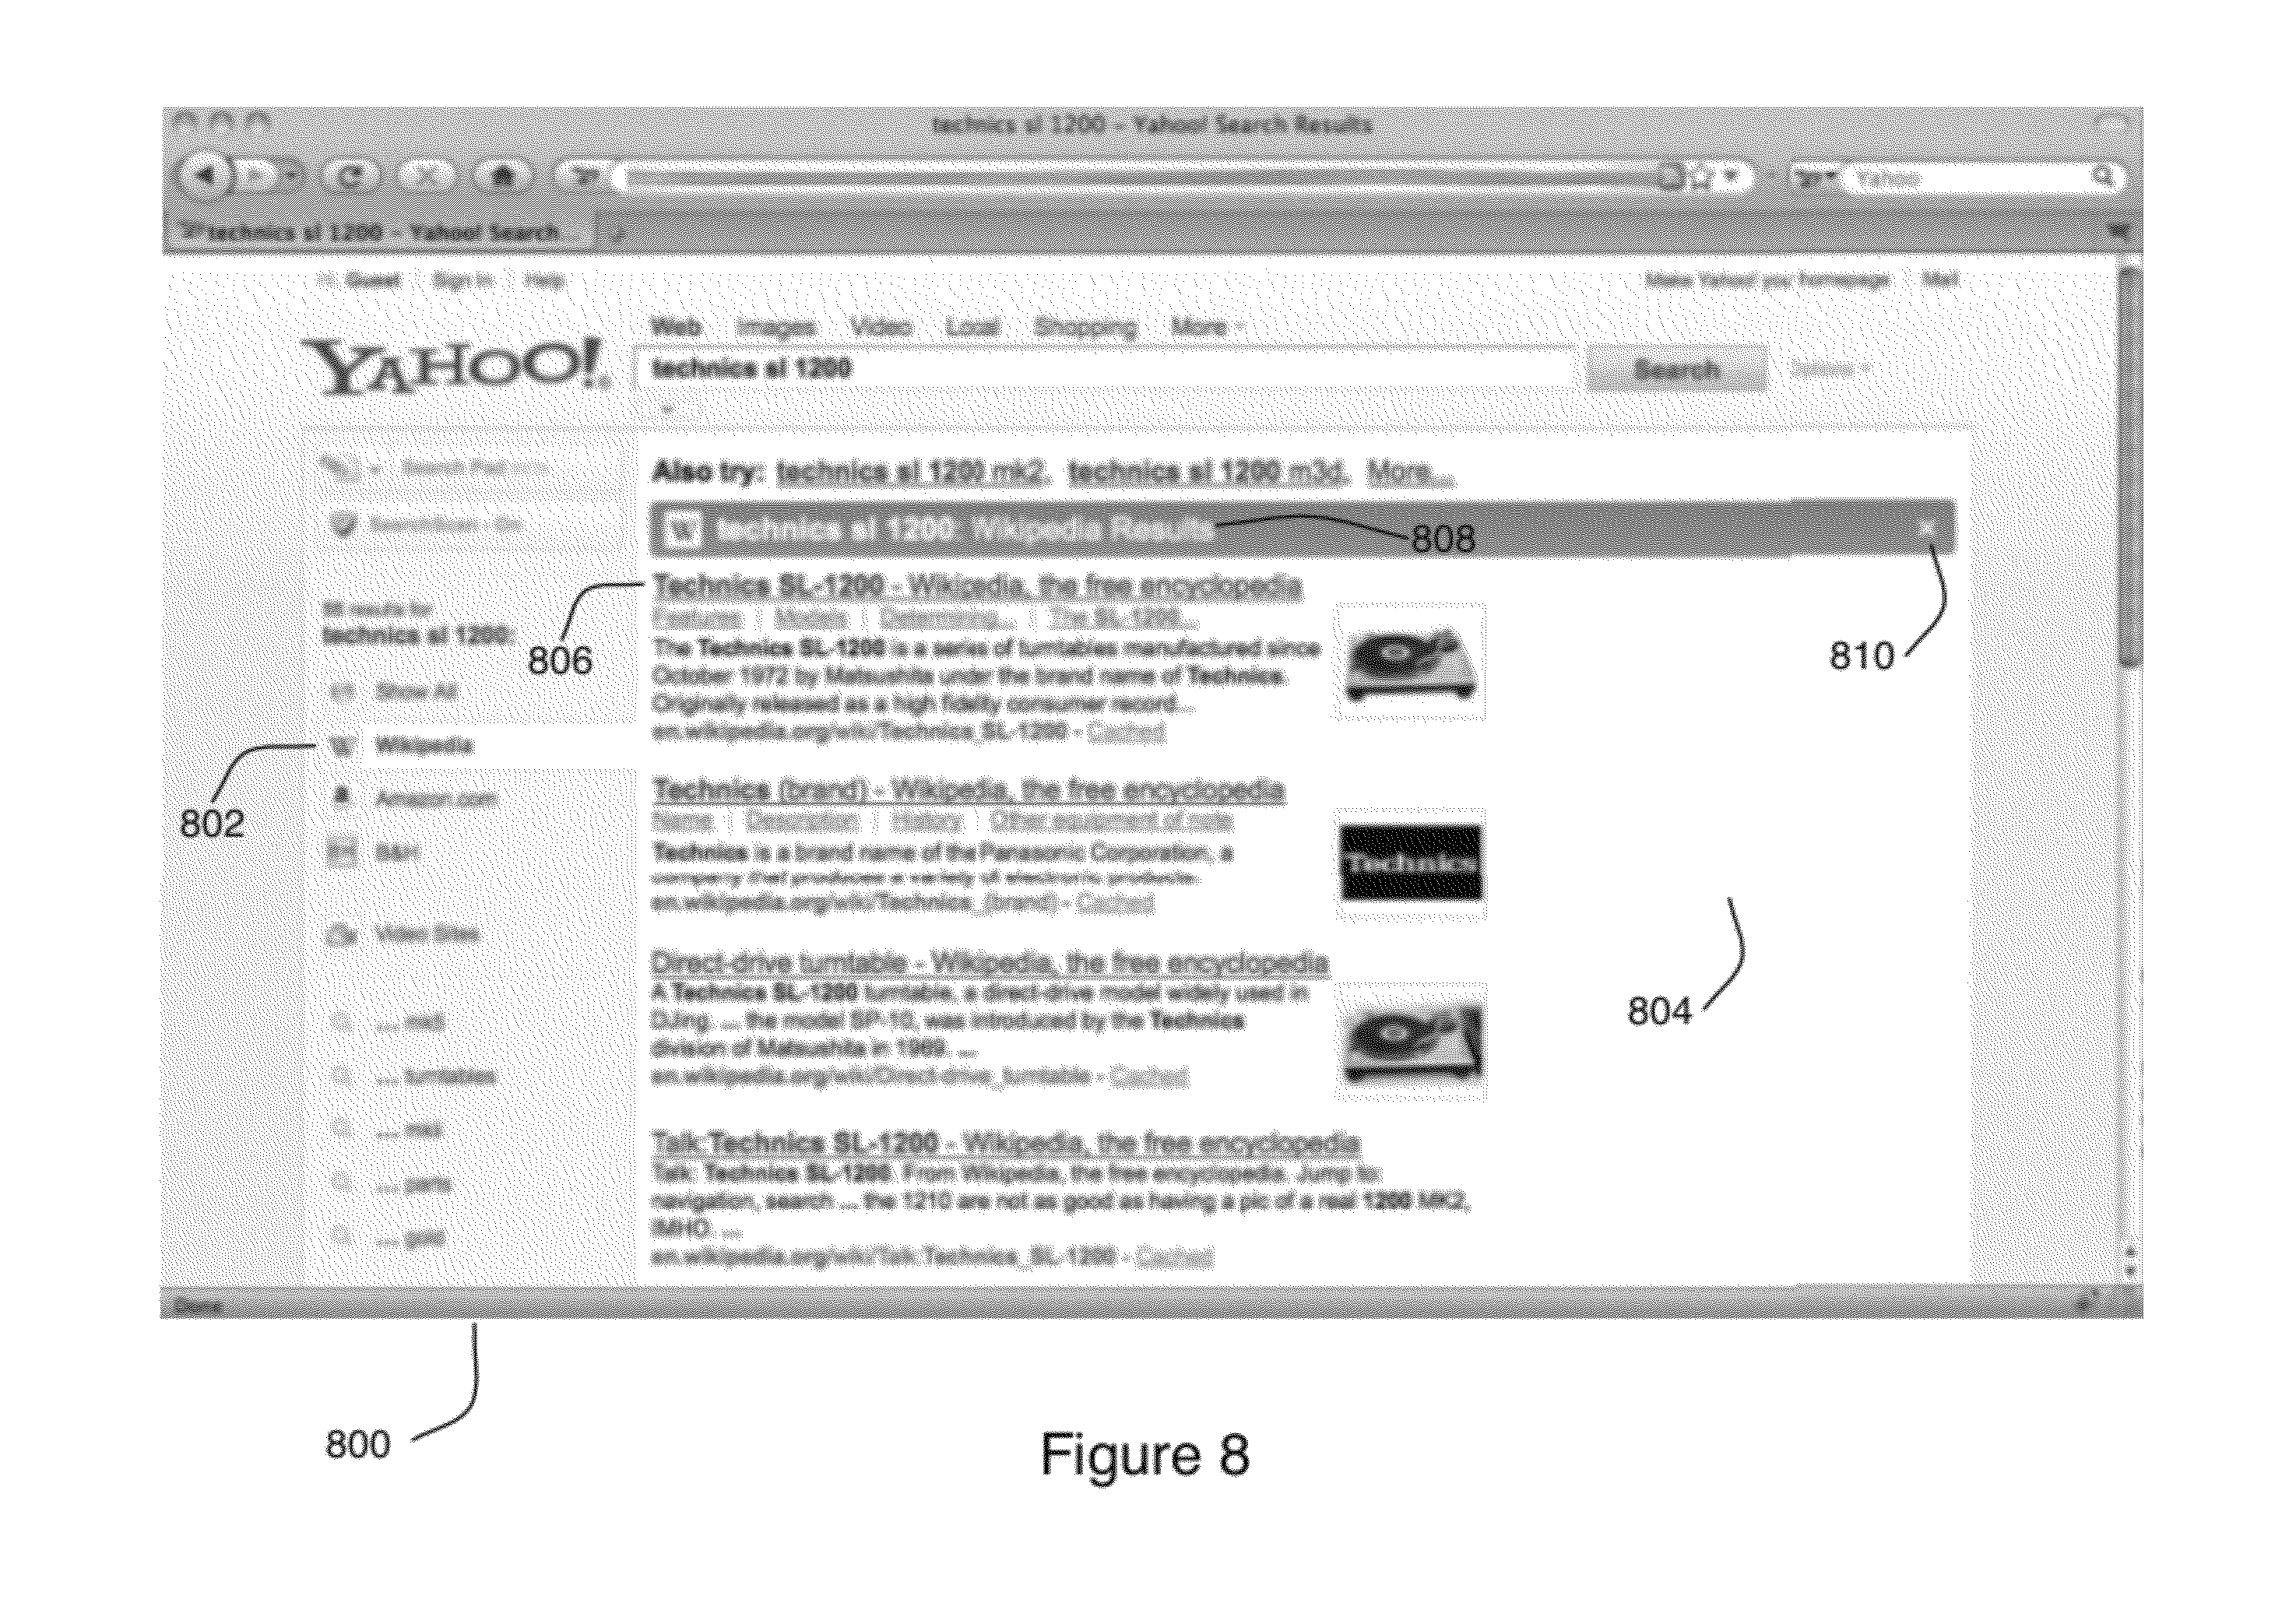 technics sl 1200 – Yahoo! Search Results
Yahoo
technics sl 1200 – Yahoo! Search
Guest Sign In Help
Make Yahoo! you homepage Mail
Web Images Video Local Shopping More
YAHOO!
technics sl 1200
Search
Options
Search Pad
SearchScan - On
Also try: technics sl 1200 mk2, technics sl 1200 m3d, More...
technics sl 1200 Wikipedia Results
808
810
results for
technics sl 1200:
Show All
802
Wikipedia
Amazon.com
B&H
Video Sites
... turntables
... parts
... gold
806
Technics SL-1200 - Wikipedia, the free encyclopedia
Features Models Determining... The SL-1200...
The Technics SL-1200 is a series of turntables manufactured since
October 1972 by Matsushita under the brand name of Technics.
Originally released as a high fidelity consumer record...
en.wikipedia.org/wiki/Technics_SL-1200 - Cached
Technics (brand) - Wikipedia, the free encyclopedia
Name Description History Other equipment of note
Technics is a brand name of the Panasonic Corporation, a
company that produces a variety of electronic products.
en.wikipedia.org/wiki/Technics_(brand) - Cached
Technics
804
Direct-drive turntable - Wikipedia, the free encyclopedia
A Technics SL-1200 turntable, a direct-drive model widely used in
DJing. ... the model SP-10, was introduced by the Technics
division of Matsushita in 1969. ...
en.wikipedia.org/wiki/Direct-drive_turntable - Cached
Talk:Technics SL-1200 - Wikipedia, the free encyclopedia
Talk: Technics SL-1200. From Wikipedia, the free encyclopedia. Jump to:
navigation, search ... the 1210 are not as good as having a pic of a real 1200 MK2,
IMHO. ...
en.wikipedia.org/wiki/Talk:Technics_SL-1200 - Cached
Done
800
Figure 8